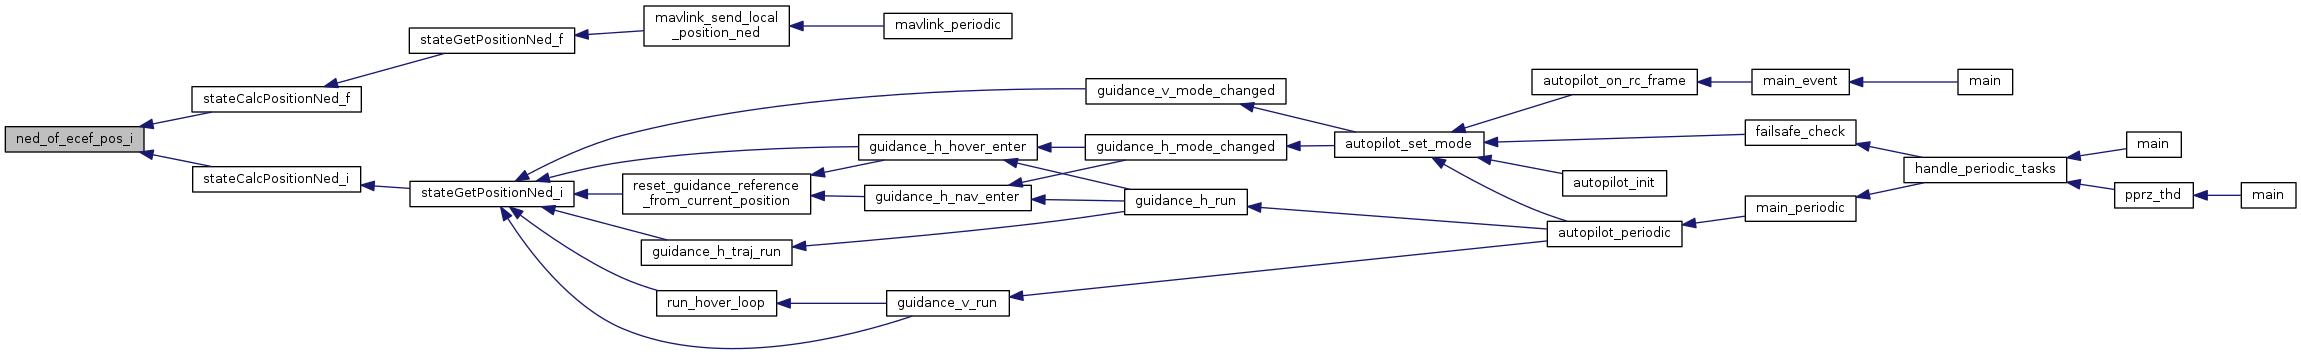 ned_of_ecef_pos_i
stateCalcPositionNed_f
stateGetPositionNed_f
mavlink_send_local
_position_ned
mavlink_periodic
stateCalcPositionNed_i
stateGetPositionNed_i
guidance_v_mode_changed
guidance_h_hover_enter
guidance_h_mode_changed
reset_guidance_reference
_from_current_position
guidance_h_nav_enter
guidance_h_run
guidance_h_traj_run
run_hover_loop
guidance_v_run
autopilot_set_mode
autopilot_on_rc_frame
main_event
main
failsafe_check
autopilot_init
autopilot_periodic
main_periodic
handle_periodic_tasks
main
pprz_thd
main